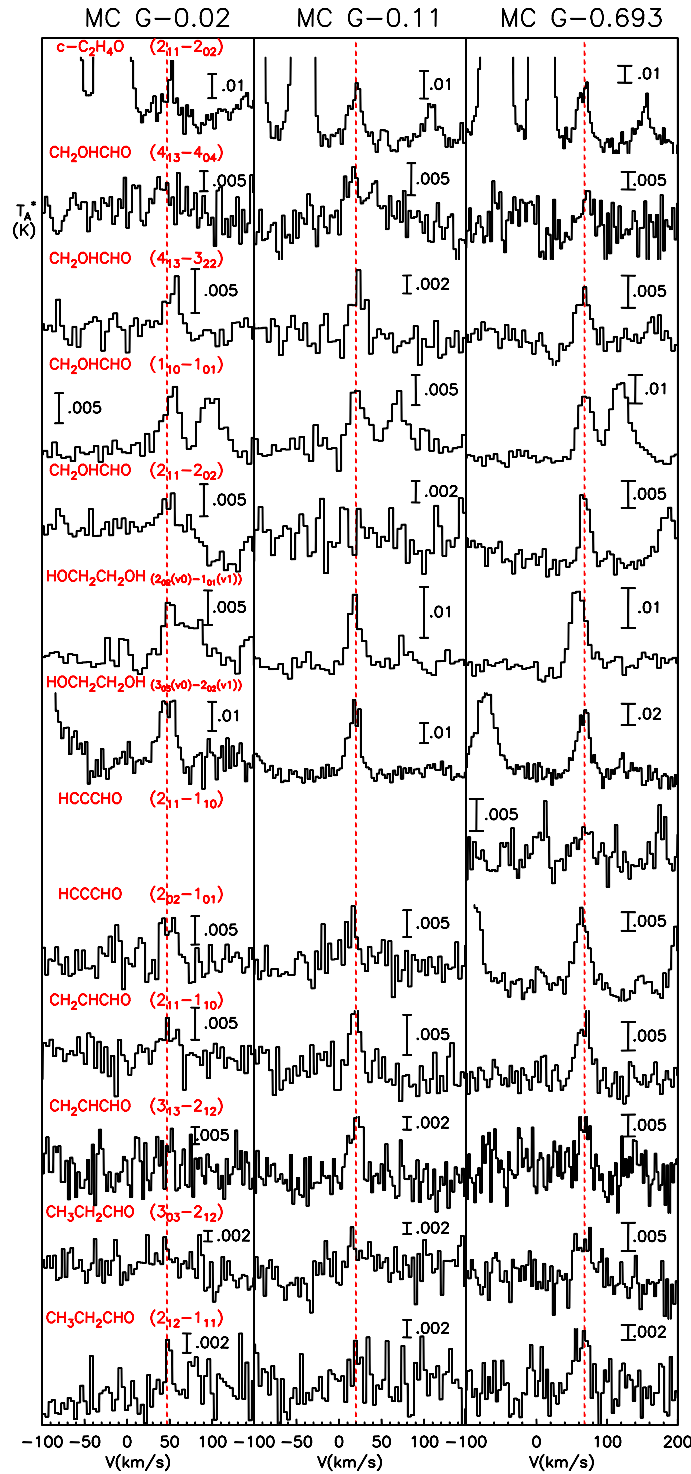 MC G-0.02 MC G-0.11 MC G-0.693
c-C2H4O (2₁₁-2₀₂)
.01 .01 .01
CH₂OHCHO (4₁₃-4₀₄)
.005 .005 .005
T_A*
(K)
CH₂OHCHO (4₁₃-3₂₂)
.005 .002 .005
CH₂OHCHO (1₁₀-1₀₁)
.005 .005 .01
CH₂OHCHO (2₁₁-2₀₂)
.005 .002 .005
HOCH₂CH₂OH (2₀₂(v0)-1₀₁(v1))
.005 .01 .01
HOCH₂CH₂OH (3₀₃(v0)-2₀₂(v1))
.01 .01 .02
HCCCHO (2₁₁-1₁₀)
.005
HCCCHO (2₀₂-1₀₁)
.005 .005 .005
CH₂CHCHO (2₁₁-1₁₀)
.005 .005 .005
CH₂CHCHO (3₁₃-2₁₂)
.005 .002 .005
CH₃CH₂CHO (3₀₃-2₁₂)
.002 .002 .005
CH₃CH₂CHO (2₁₂-1₁₁)
.002 .002 .002
-100 -50 0 50 100 -100 -50 0 50 -100 0 100 200
V(km/s) V(km/s) V(km/s)